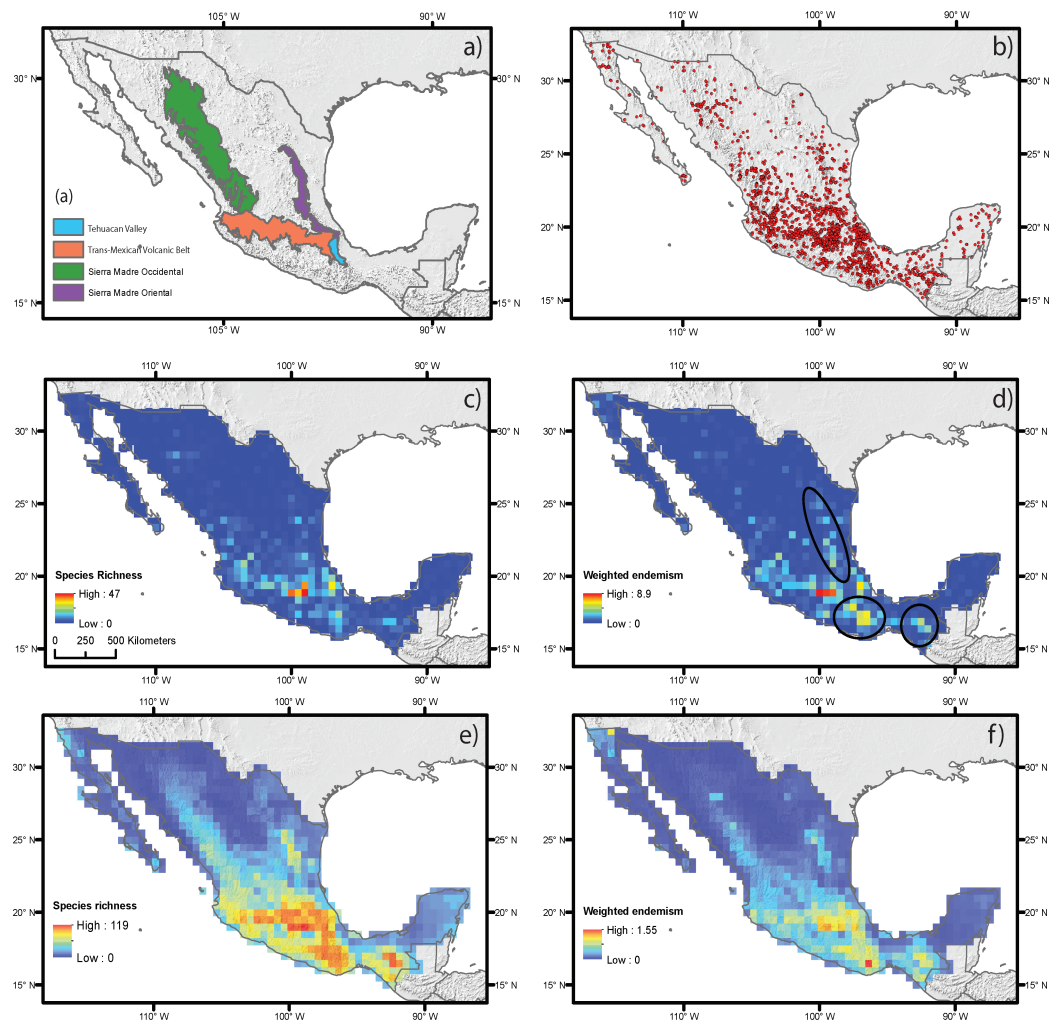 105° W 90° W
a)
30° N 30° N
(a)
Tehuacan Valley
Trans-Mexican Volcanic Belt
Sierra Madre Occidental
Sierra Madre Oriental
15° N 15° N
105° W 90° W
110° W 100° W 90° W
b)
30° N 30° N
25° N 25° N
20° N 20° N
15° N 15° N
110° W 100° W 90° W
110° W 100° W 90° W
c)
30° N 30° N
25° N 25° N
20° N 20° N
15° N 15° N
Species Richness
High : 47
Low : 0
0 250 500 Kilometers
110° W 100° W 90° W
110° W 100° W 90° W
d)
30° N 30° N
25° N 25° N
20° N 20° N
15° N 15° N
Weighted endemism
High : 8.9
Low : 0
110° W 100° W 90° W
100° W 90° W
110° W
e)
30° N 30° N
25° N 25° N
20° N 20° N
15° N 15° N
Species richness
High : 119
Low : 0
110° W 100° W 90° W
110° W 100° W 90° W
f)
30° N 30° N
25° N 25° N
20° N 20° N
15° N 15° N
Weighted endemism
High : 1.55
Low : 0
110° W 100° W 90° W